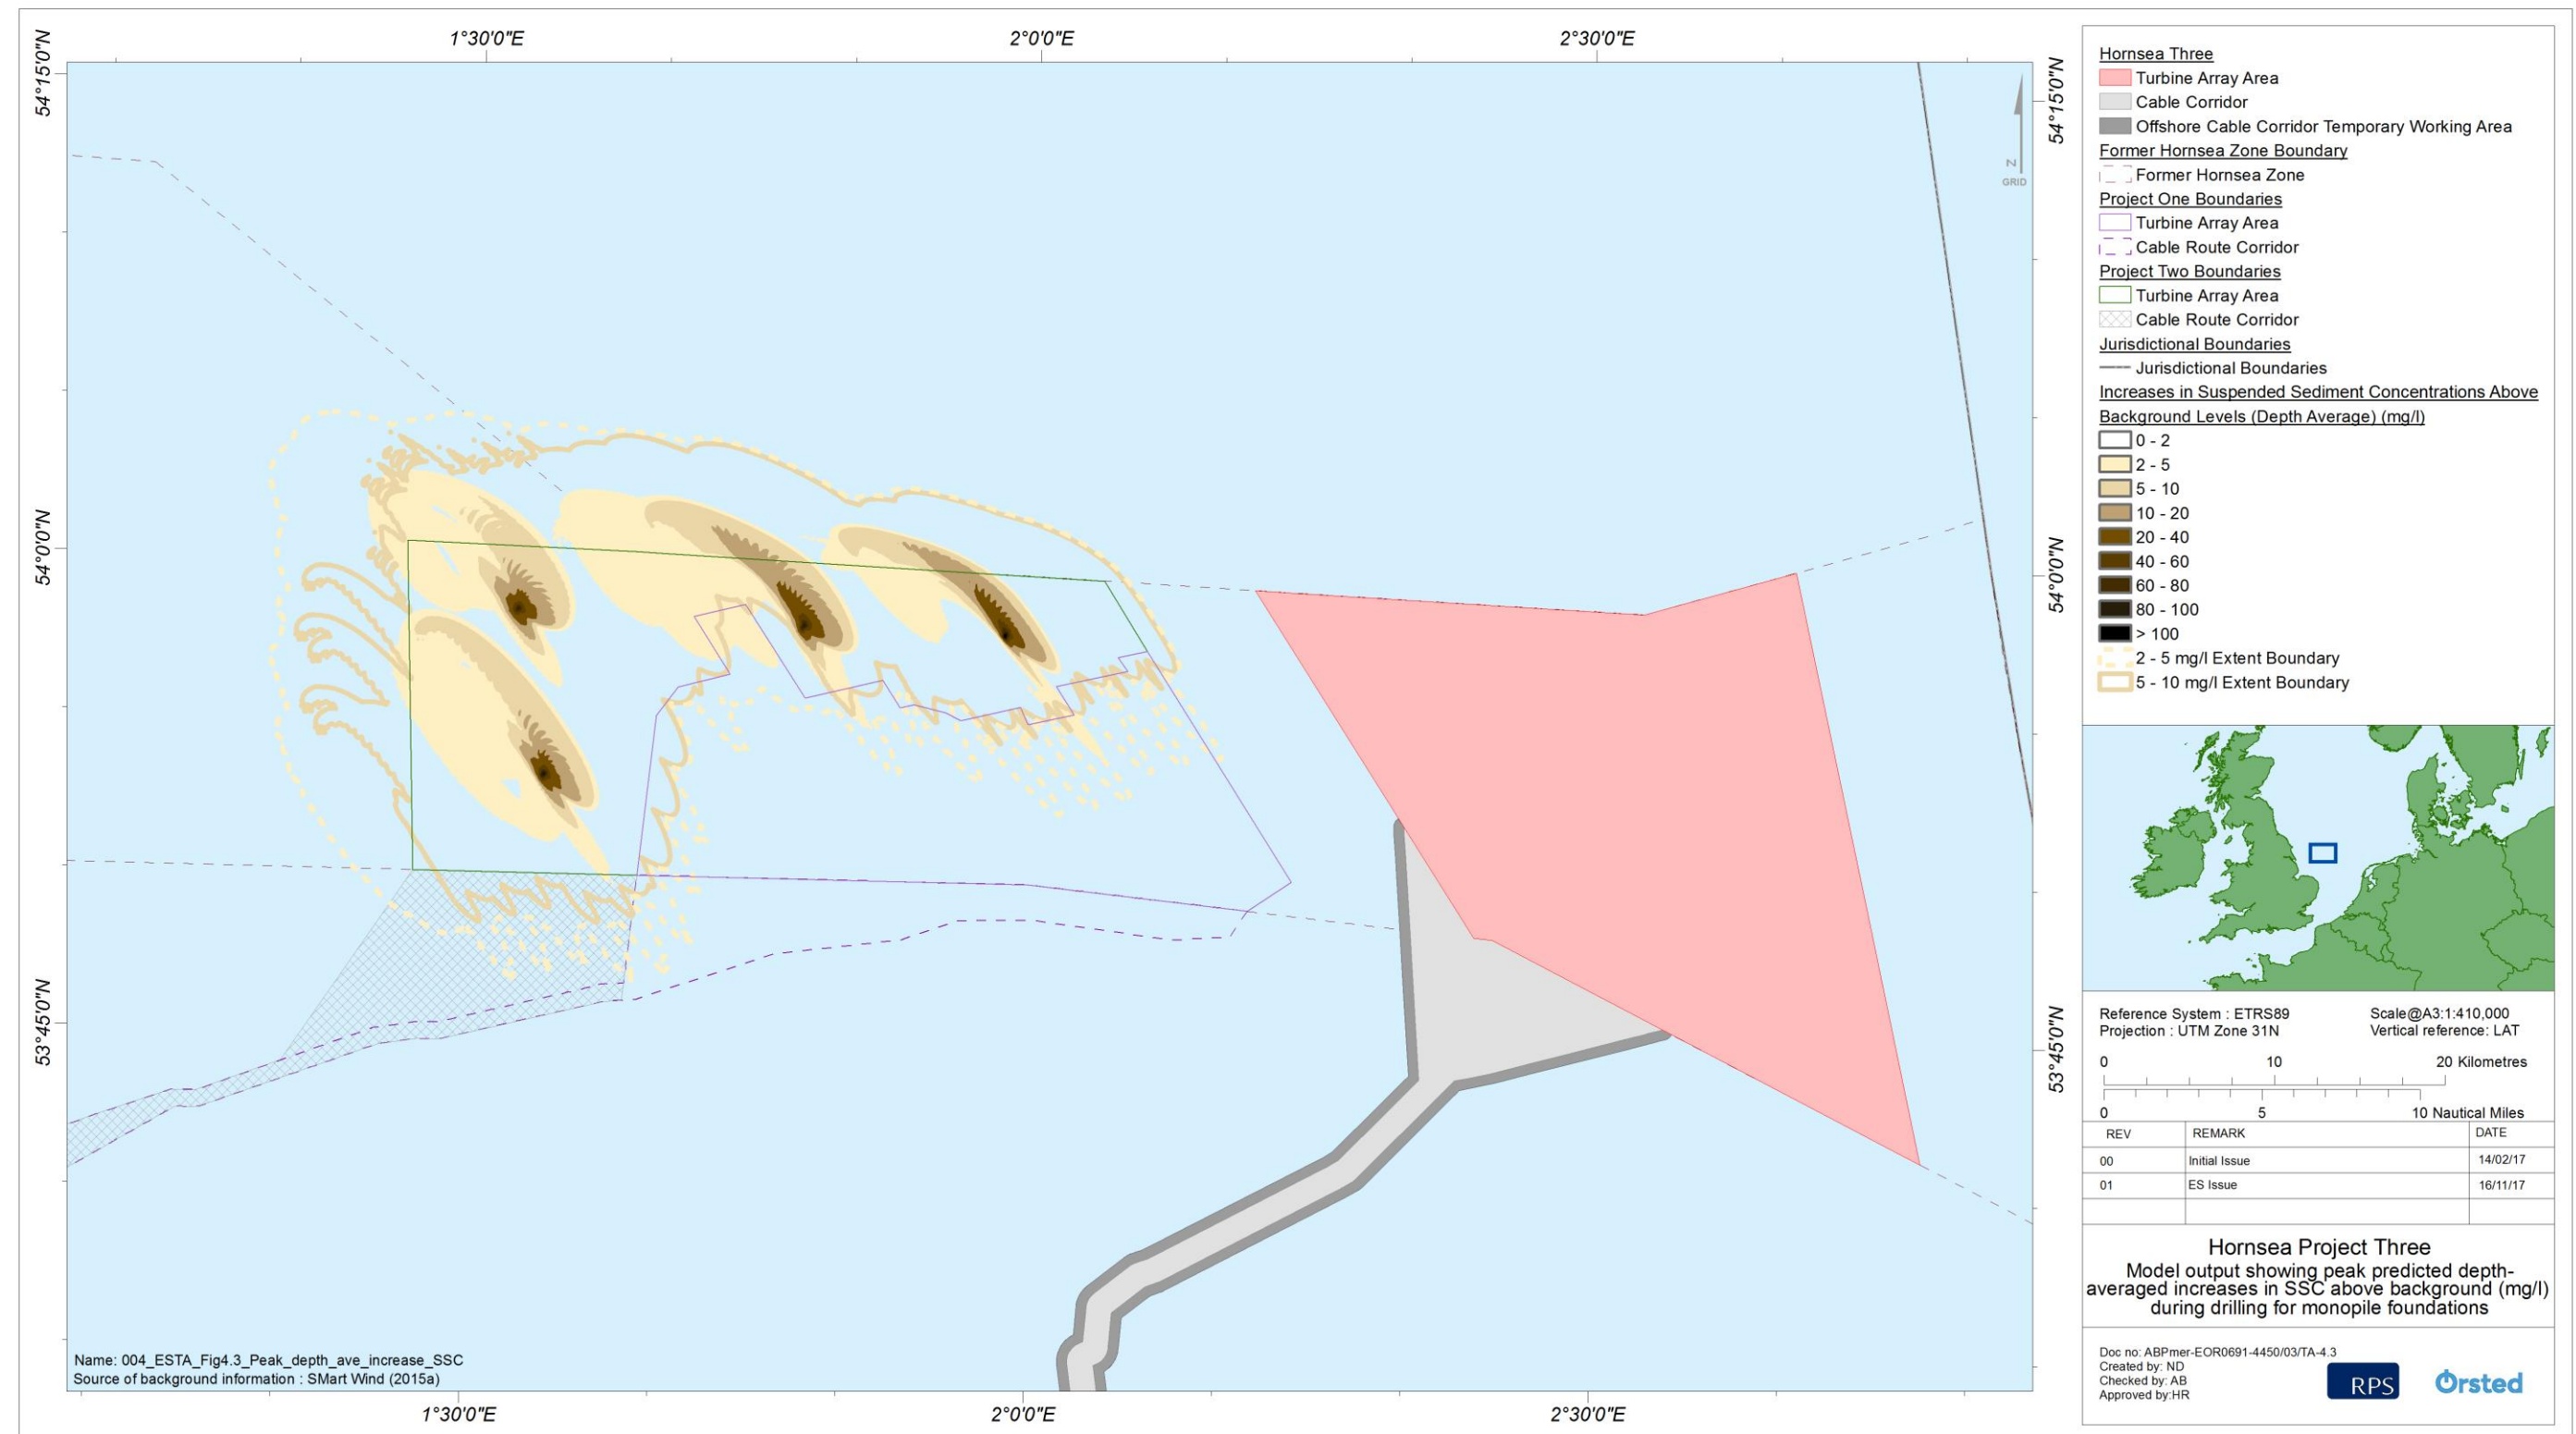 1°30'0"E
2°0'0"E
2°30'0"E
54°15'0"N
54°15'0"N
54°0'0"N
54°0'0"N
53°45'0"N
53°45'0"N
1°30'0"E
2°0'0"E
2°30'0"E
N
GRID
Name: 004_ESTA_Fig4.3_Peak_depth_ave_increase_SSC
Source of background information : SMart Wind (2015a)
Hornsea Three
Turbine Array Area
Cable Corridor
Offshore Cable Corridor Temporary Working Area
Former Hornsea Zone Boundary
Former Hornsea Zone
Project One Boundaries
Turbine Array Area
Cable Route Corridor
Project Two Boundaries
Turbine Array Area
Cable Route Corridor
Jurisdictional Boundaries
Jurisdictional Boundaries
Increases in Suspended Sediment Concentrations Above
Background Levels (Depth Average) (mg/l)
0 - 2
2 - 5
5 - 10
10 - 20
20 - 40
40 - 60
60 - 80
80 - 100
> 100
2 - 5 mg/l Extent Boundary
5 - 10 mg/l Extent Boundary
Reference System : ETRS89 Scale@A3:1:410,000
Projection : UTM Zone 31N Vertical reference: LAT
0 10 20 Kilometres
0 5 10 Nautical Miles
REV REMARK DATE
00 Initial Issue 14/02/17
01 ES Issue 16/11/17
Hornsea Project Three
Model output showing peak predicted depth-
averaged increases in SSC above background (mg/l)
during drilling for monopile foundations
Doc no: ABPmer-EOR0691-4450/03/TA-4.3
Created by: ND
Checked by: AB
Approved by:HR
RPS
Orsted